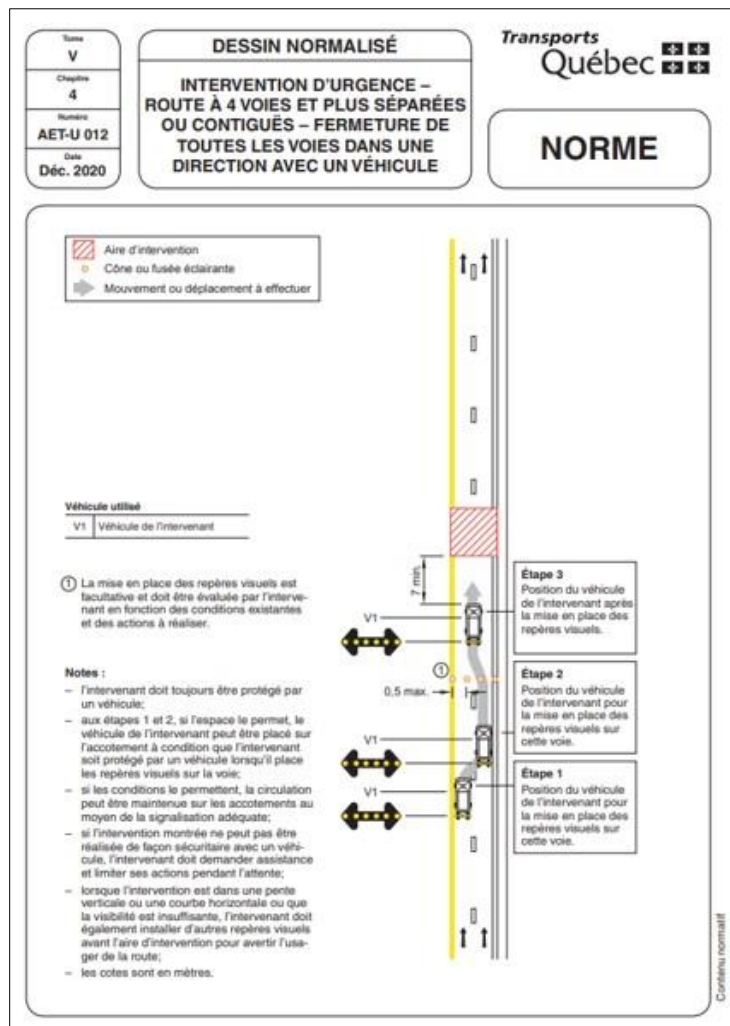 Tome
V
Chapitre
4
Numéro
AET-U 012
Date
Déc. 2020
DESSIN NORMALISÉ
INTERVENTION D'URGENCE –
ROUTE À 4 VOIES ET PLUS SÉPARÉES
OU CONTIGUËS – FERMETURE DE
TOUTES LES VOIES DANS UNE
DIRECTION AVEC UN VÉHICULE
Transports
Québec
NORME
Aire d'intervention
Cône ou fusée éclairante
Mouvement ou déplacement à effectuer
Véhicule utilisé
V1 Véhicule de l'intervenant
1 La mise en place des repères visuels est
facultative et doit être évaluée par l'interve-
nant en fonction des conditions existantes
et des actions à réaliser.
Notes :
– l'intervenant doit toujours être protégé par
un véhicule;
– aux étapes 1 et 2, si l'espace le permet, le
véhicule de l'intervenant peut être placé sur
l'accotement à condition que l'intervenant
soit protégé par un véhicule lorsqu'il place
les repères visuels sur la voie;
– si les conditions le permettent, la circulation
peut être maintenue sur les accotements au
moyen de la signalisation adéquate;
– si l'intervention montrée ne peut pas être
réalisée de façon sécuritaire avec un véhi-
cule, l'intervenant doit demander assistance
et limiter ses actions pendant l'attente;
– lorsque l'intervention est dans une pente
verticale ou une courbe horizontale ou que
la visibilité est insuffisante, l'intervenant doit
également installer d'autres repères visuels
avant l'aire d'intervention pour avertir l'usa-
ger de la route;
– les cotes sont en mètres.
7 min.
V1
1
0,5 max.
V1
V1
Étape 3
Position du véhicule
de l'intervenant après
la mise en place des
repères visuels.
Étape 2
Position du véhicule
de l'intervenant pour
la mise en place des
repères visuels sur
cette voie.
Étape 1
Position du véhicule
de l'intervenant pour
la mise en place des
repères visuels sur
cette voie.
Contenu normatif